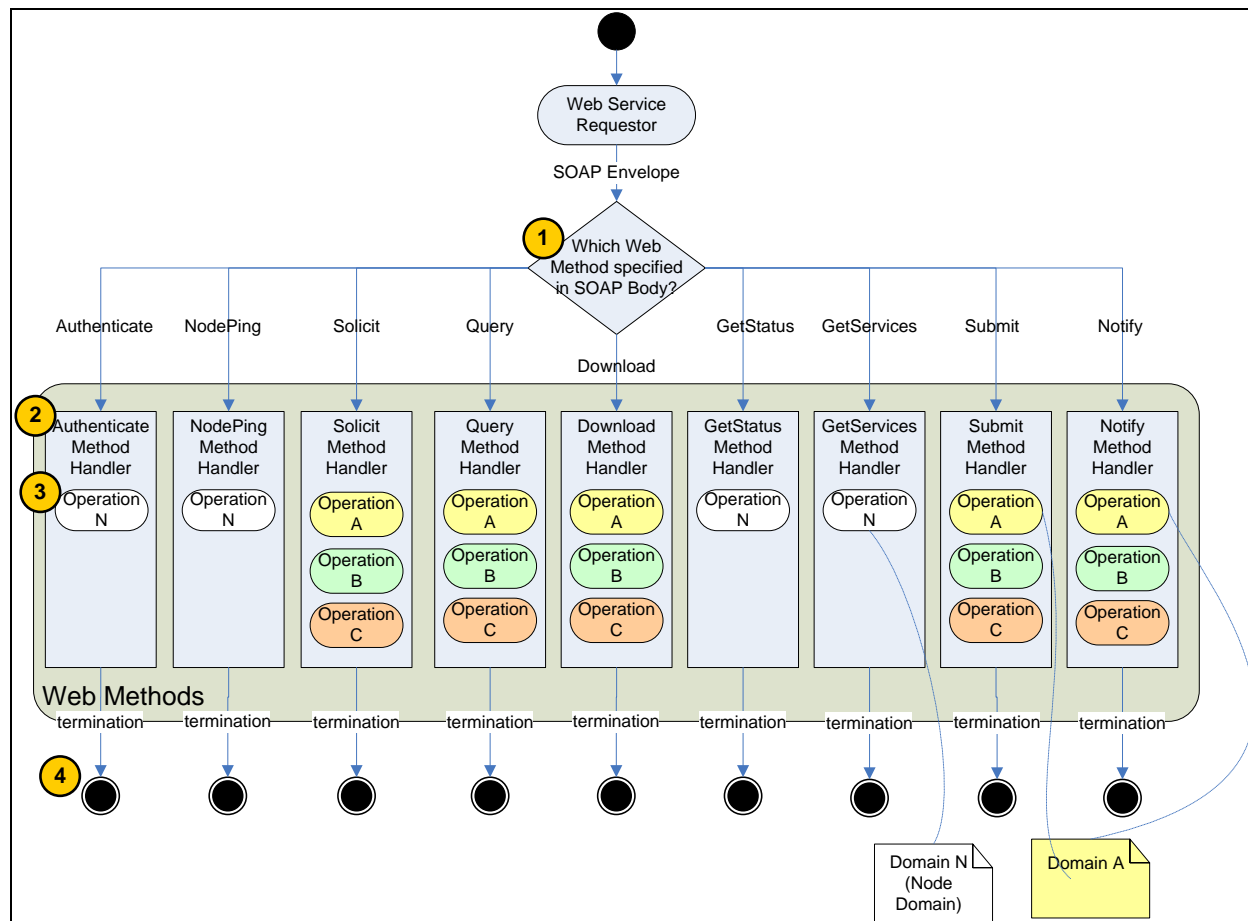 Web Service
Requestor
SOAP Envelope
1
Which Web
Method specified
in SOAP Body?
Authenticate
NodePing
Solicit
Query
Download
GetStatus
GetServices
Submit
Notify
2
Authenticate
Method
Handler
3
Operation
N
NodePing
Method
Handler
Operation
N
Solicit
Method
Handler
Operation
A
Operation
B
Operation
C
Query
Method
Handler
Operation
A
Operation
B
Operation
C
Download
Method
Handler
Operation
A
Operation
B
Operation
C
GetStatus
Method
Handler
Operation
N
GetServices
Method
Handler
Operation
N
Submit
Method
Handler
Operation
A
Operation
B
Operation
C
Notify
Method
Handler
Operation
A
Operation
B
Operation
C
Web Methods
termination
termination
termination
termination
termination
termination
termination
termination
termination
4
Domain N
(Node
Domain)
Domain A